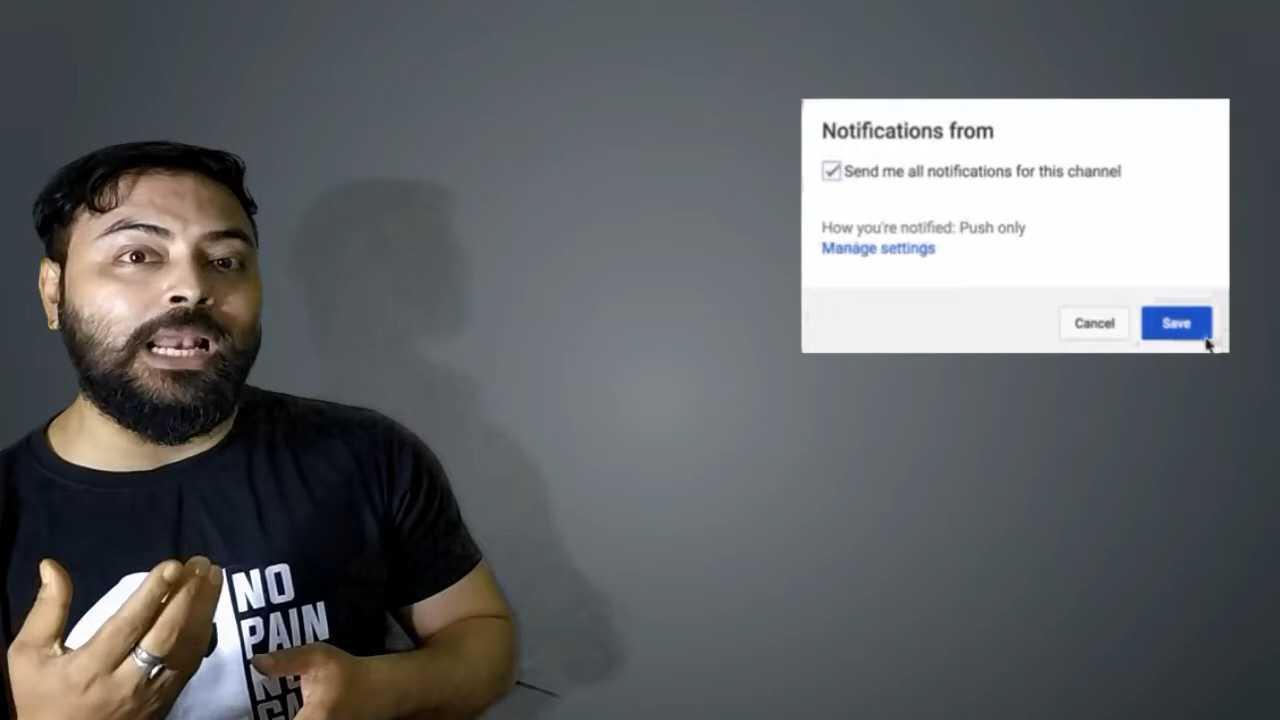 Notifications from
Send me all notifications for this channel
How you're notified: Push only
Manage settings
Cancel
Save
NO
PAIN